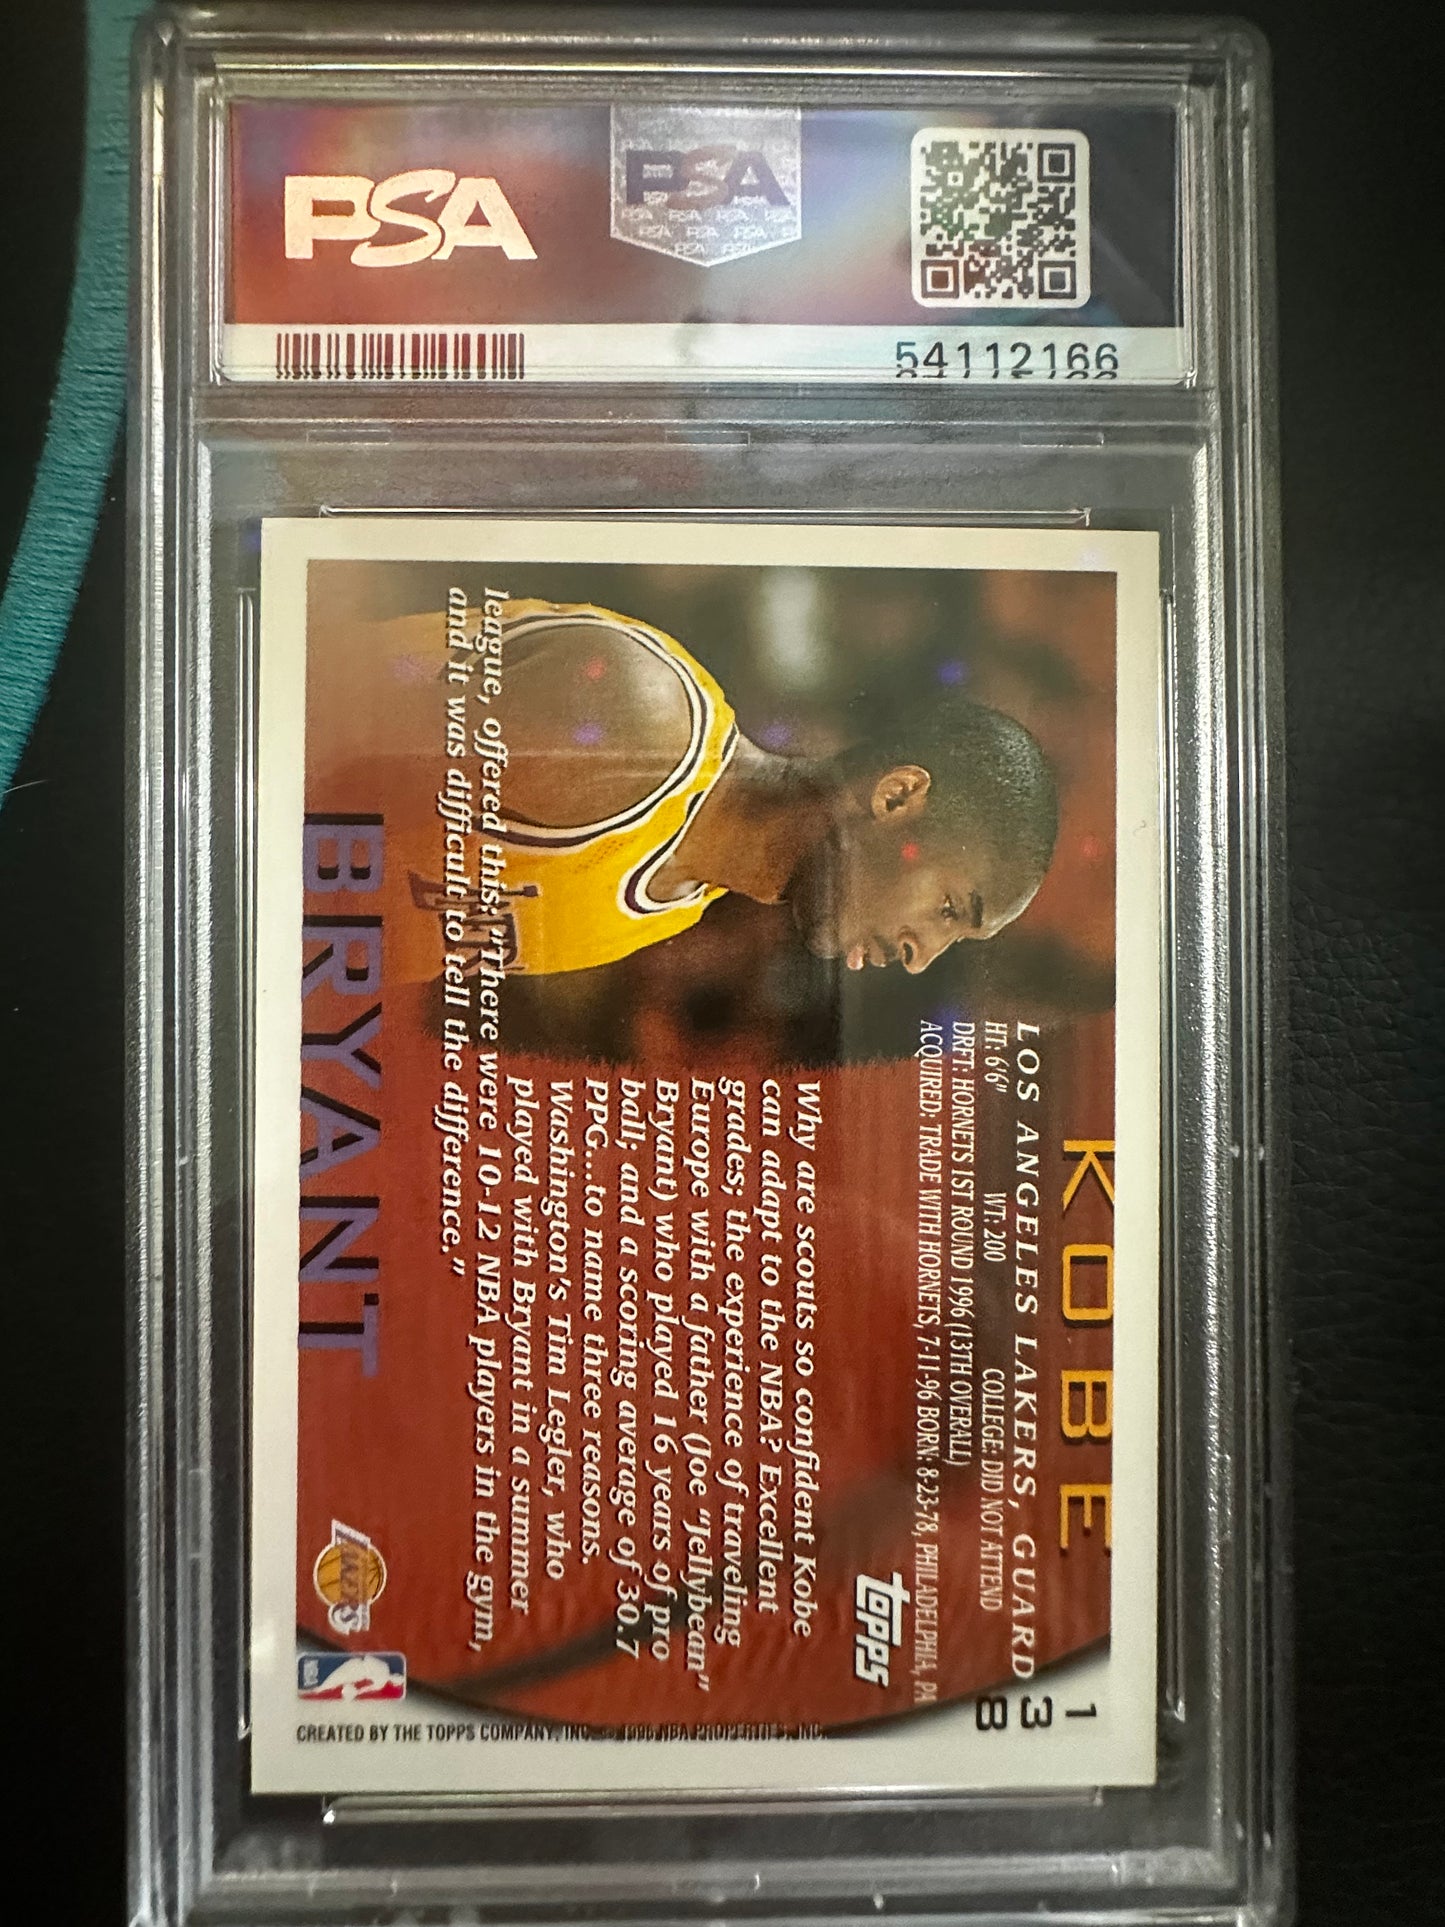 PSA
PSA
54112166
KOBE
LOS ANGELES LAKERS, GUARD
HT: 6'6" WT: 200 COLLEGE: DID NOT ATTEND
DRFT: HORNETS 1ST ROUND 1996 (13TH OVERALL)
ACQUIRED: TRADE WITH HORNETS, 7-11-96 BORN: 8-23-78, PHILADELPHIA, PA
138
Topps
Why are scouts so confident Kobe
can adapt to the NBA? Excellent
grades; the experience of traveling
Europe with a father (Joe "Jellybean"
Bryant) who played 16 years of pro
ball; and a scoring average of 30.7
PPG...to name three reasons.
Washington's Tim Legler, who
played with Bryant in a summer
league, offered this: "There were 10-12 NBA players in the gym,
and it was difficult to tell the difference."
BRYANT
LAKERS
NBA
CREATED BY THE TOPPS COMPANY, INC. © 1996 NBA PROPERTIES, INC.